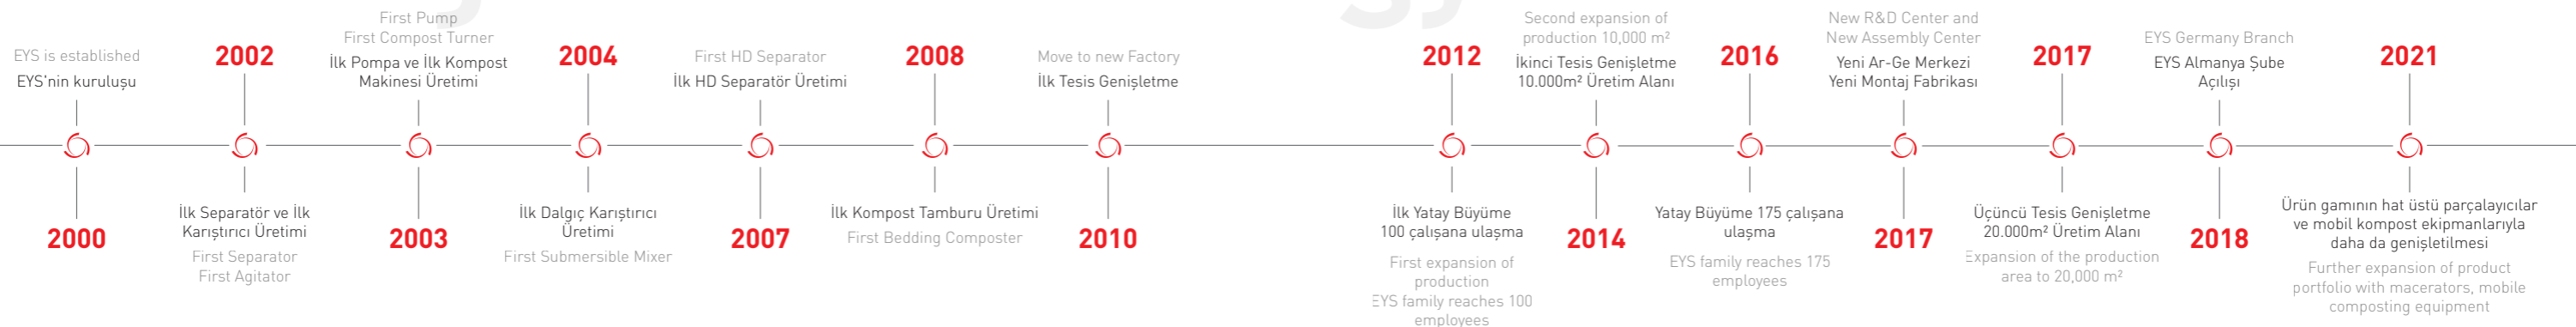 EYS is established
EYS'nin kuruluşu
2000
2002
İlk Separatör ve İlk
Karıştırıcı Üretimi
First Separator
First Agitator
First Pump
First Compost Turner
İlk Pompa ve İlk Kompost
Makinesi Üretimi
2003
2004
İlk Dalgıç Karıştırıcı
Üretimi
First Submersible Mixer
First HD Separator
İlk HD Separatör Üretimi
2007
2008
İlk Kompost Tamburu Üretimi
First Bedding Composter
Move to new Factory
İlk Tesis Genişletme
2010
2012
İlk Yatay Büyüme
100 çalışana ulaşma
First expansion of
production
EYS family reaches 100
employees
Second expansion of
production 10,000 m²
İkinci Tesis Genişletme
10.000m² Üretim Alanı
2014
2016
Yatay Büyüme 175 çalışana
ulaşma
EYS family reaches 175
employees
New R&D Center and
New Assembly Center
Yeni Ar-Ge Merkezi
Yeni Montaj Fabrikası
2017
2017
Üçüncü Tesis Genişletme
20.000m² Üretim Alanı
Expansion of the production
area to 20,000 m²
EYS Germany Branch
EYS Almanya Şube
Açılışı
2018
2021
Ürün gamının hat üstü parçalayıcılar
ve mobil kompost ekipmanlarıyla
daha da genişletilmesi
Further expansion of product
portfolio with macerators, mobile
composting equipment